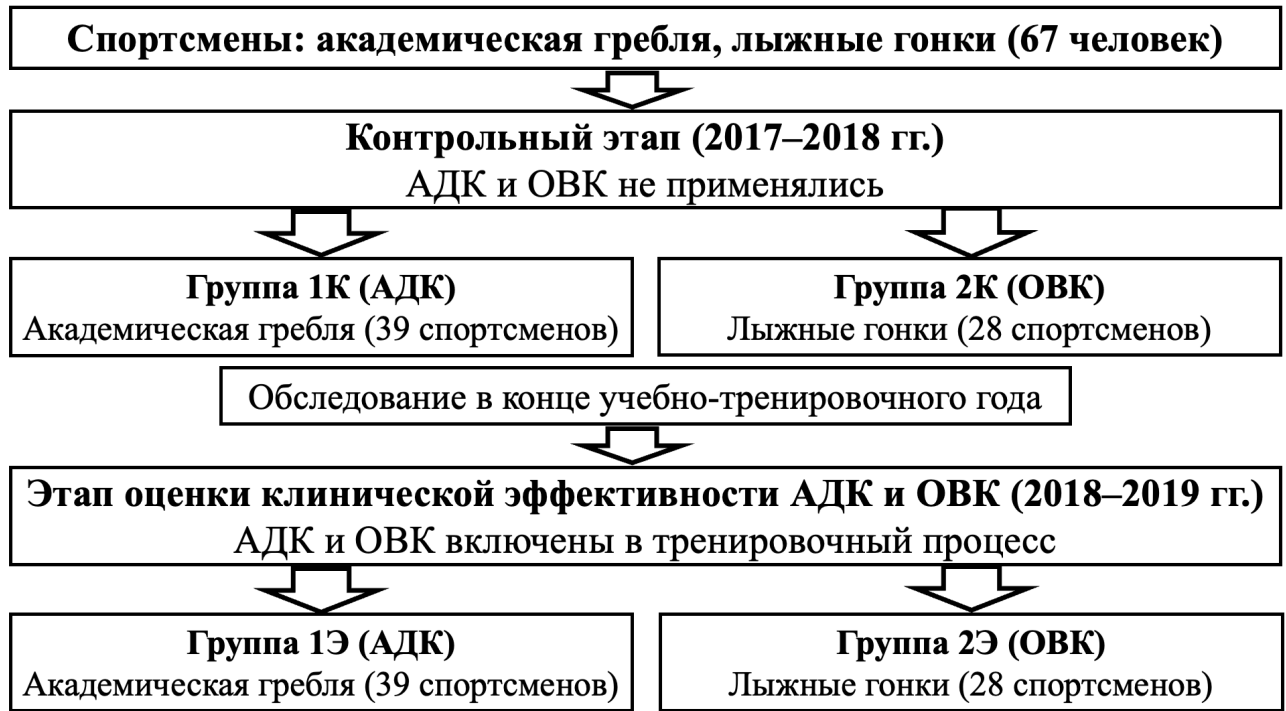 Спортсмены: академическая гребля, лыжные гонки (67 человек)
Контрольный этап (2017–2018 гг.)
АДК и ОВК не применялись
Группа 1К (АДК)
Академическая гребля (39 спортсменов)
Группа 2К (ОВК)
Лыжные гонки (28 спортсменов)
Обследование в конце учебно-тренировочного года
Этап оценки клинической эффективности АДК и ОВК (2018–2019 гг.)
АДК и ОВК включены в тренировочный процесс
Группа 1Э (АДК)
Академическая гребля (39 спортсменов)
Группа 2Э (ОВК)
Лыжные гонки (28 спортсменов)